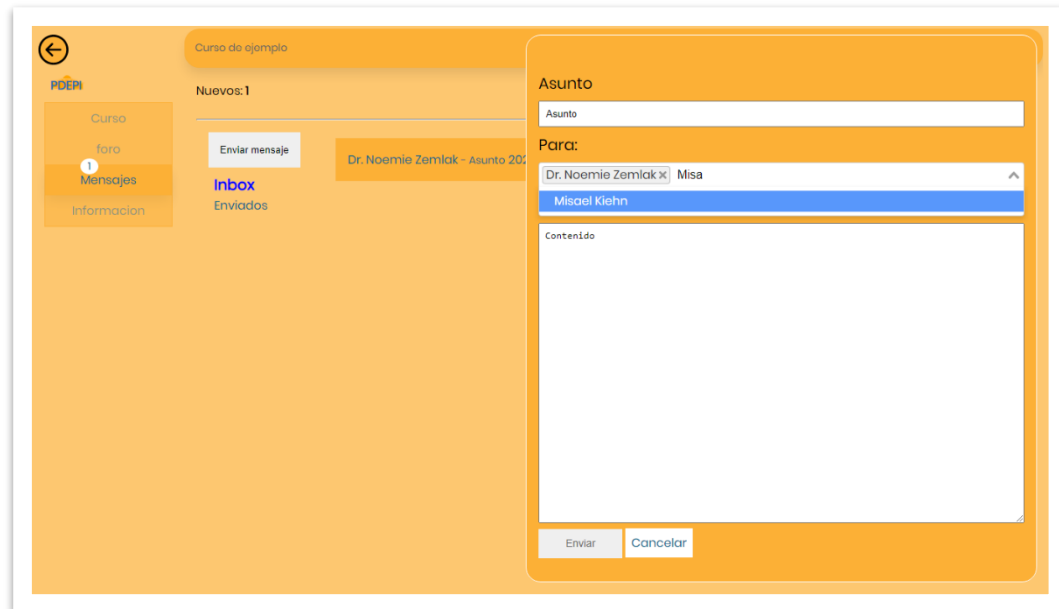 Curso de ejemplo
PDEPI
Curso
foro
1
Mensajes
Informacion
Nuevos: 1
Enviar mensaje
Inbox
Enviados
Dr. Noemie Zemlak - Asunto 202
Asunto
Asunto
Para:
Dr. Noemie Zemlak × Misa
Misael Kiehn
Contenido
Enviar Cancelar